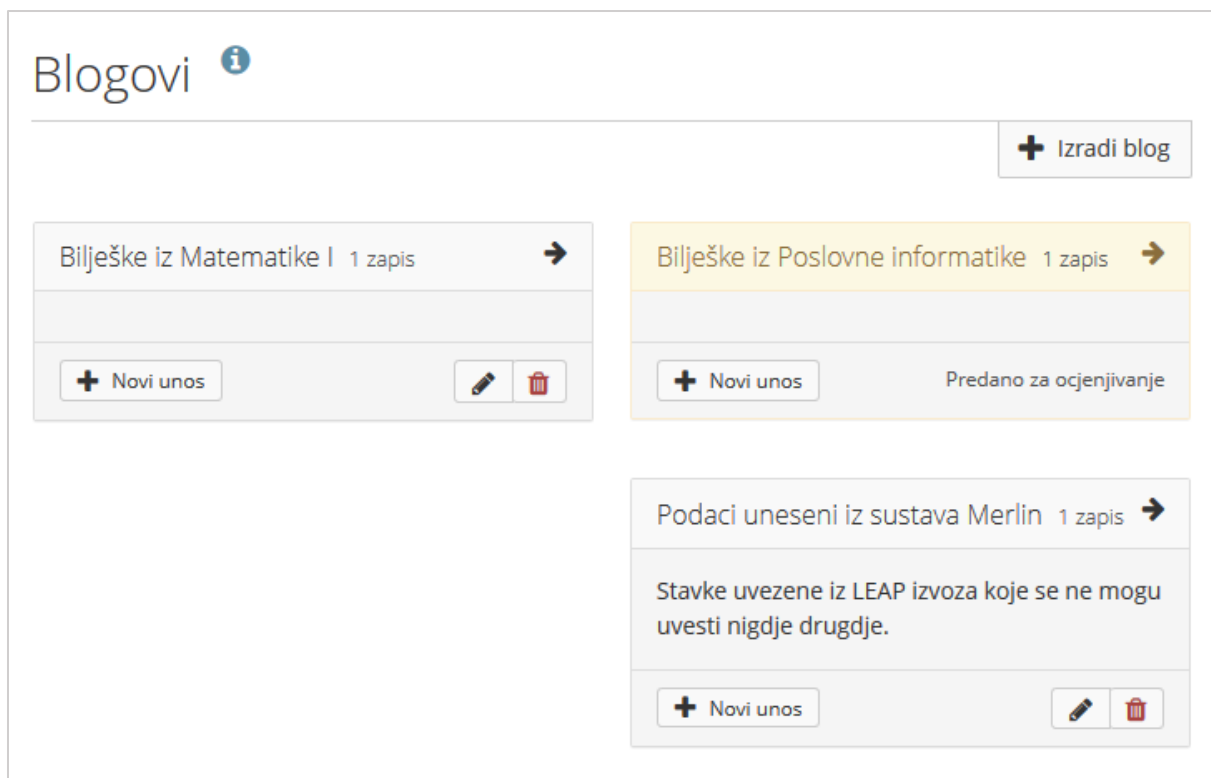 Blogovi
Izradi blog
Bilješke iz Matematike I 1 zapis
Novi unos
Bilješke iz Poslovne informatike 1 zapis
Novi unos Predano za ocjenjivanje
Podaci uneseni iz sustava Merlin 1 zapis
Stavke uvezene iz LEAP izvoza koje se ne mogu
uvesti nigdje drugdje.
Novi unos